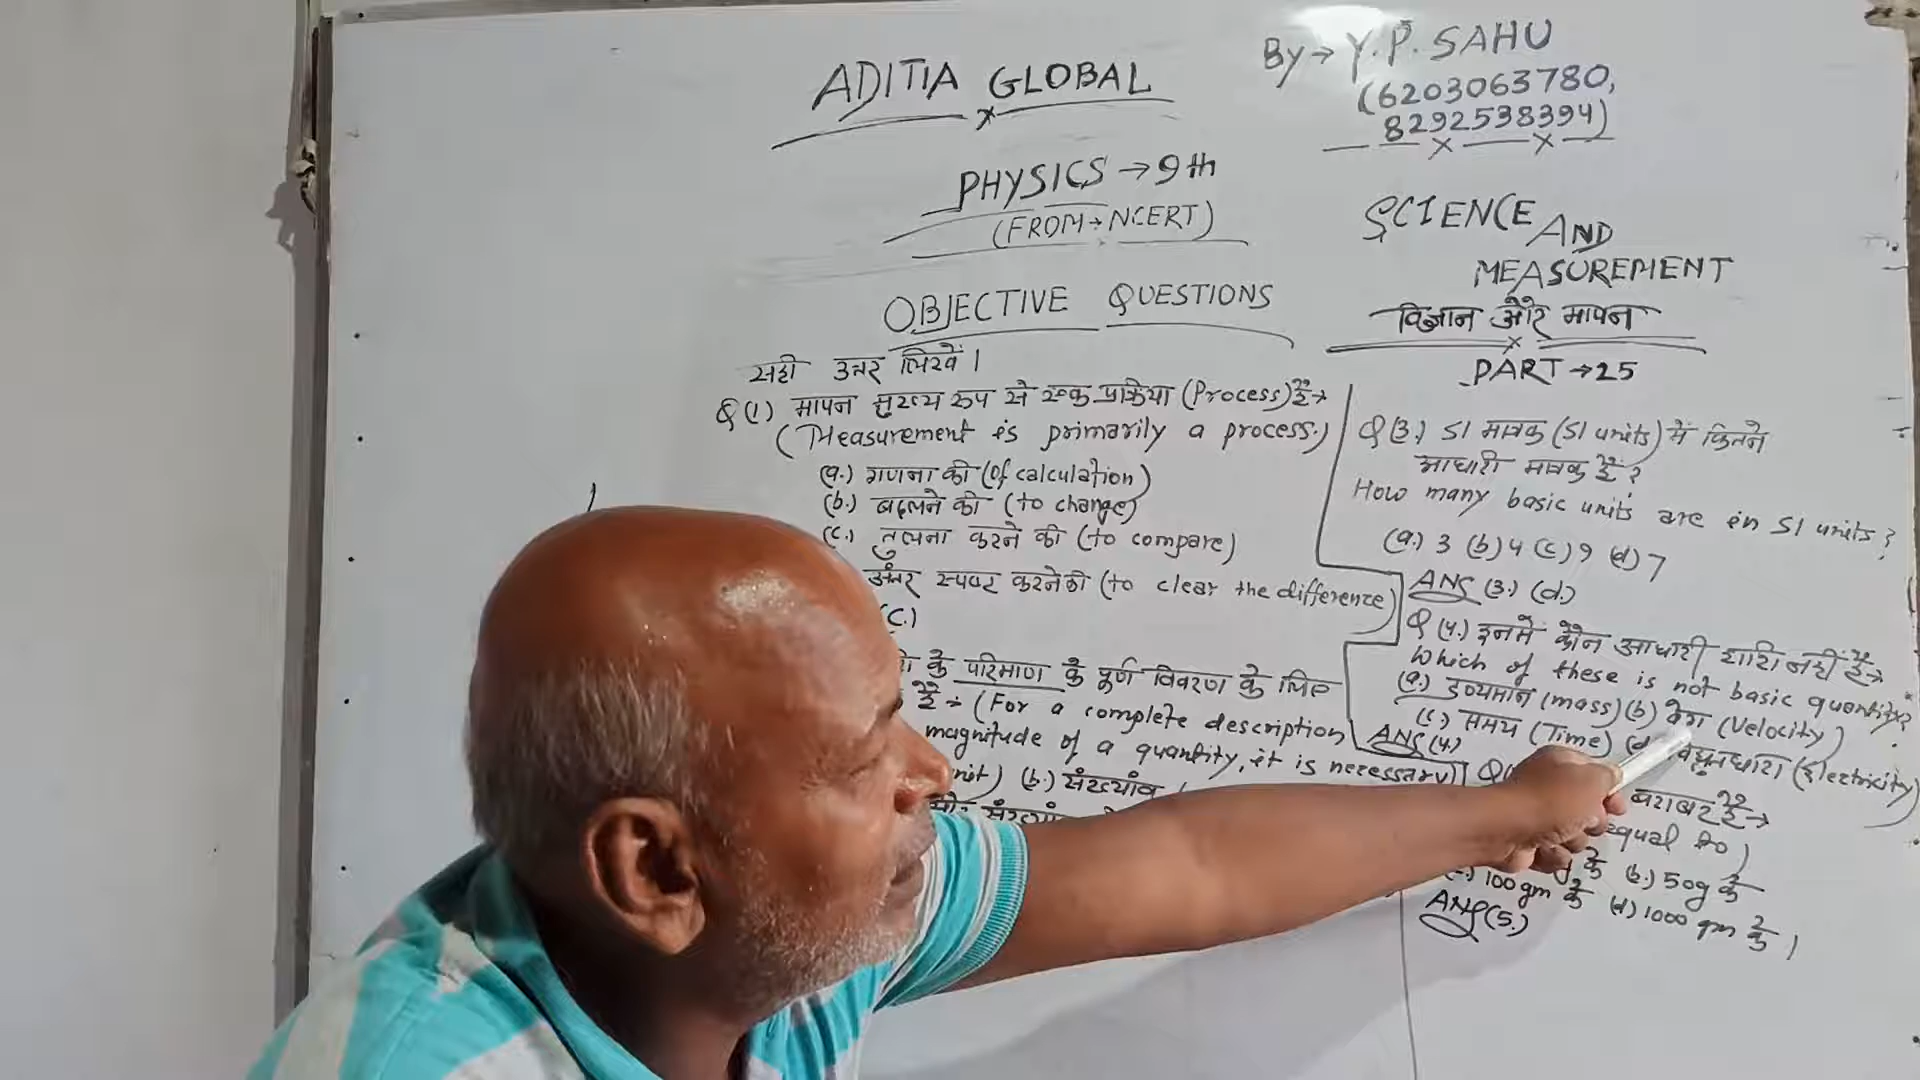 ADITIA GLOBAL
By → Y.P. SAHU
(6203063780,
8292538394)
PHYSICS → 9th
(FROM → NCERT)
SCIENCE AND
MEASUREMENT
विज्ञान और मापन
PART → 25
OBJECTIVE QUESTIONS
सही उत्तर लिखें।
Q (1) मापन मुख्य रूप से एक प्रक्रिया (Process) है →
(Measurement is primarily a process.)
(a.) गणना की (Of calculation)
(b.) बदलने की (to change)
(c.) तुलना करने की (to compare)
अंतर स्पष्ट करने की (to clear the difference)
(c.)
के परिमाण के पूर्ण विवरण के लिए
है → (For a complete description
magnitude of a quantity, it is necessary)
(b.) संख्यांक
Q (3.) SI मात्रक (SI units) में कितने
आधारी मात्रक हैं?
How many basic units are in SI units?
(a.) 3 (b) 4 (c) 9 (d) 7
ANS (3.) (d.)
Q (4.) इनमें कौन आधारी राशि नहीं है →
Which of these is not basic quantity?
(a.) द्रव्यमान (mass) (b) वेग (Velocity)
(c.) समय (Time) (d) विद्युतधारा (Electricity)
ANS (4.)
बराबर है →
equal to)
के (b.) 50g के
100 gm के (d) 1000 gm के।
ANS (5.)